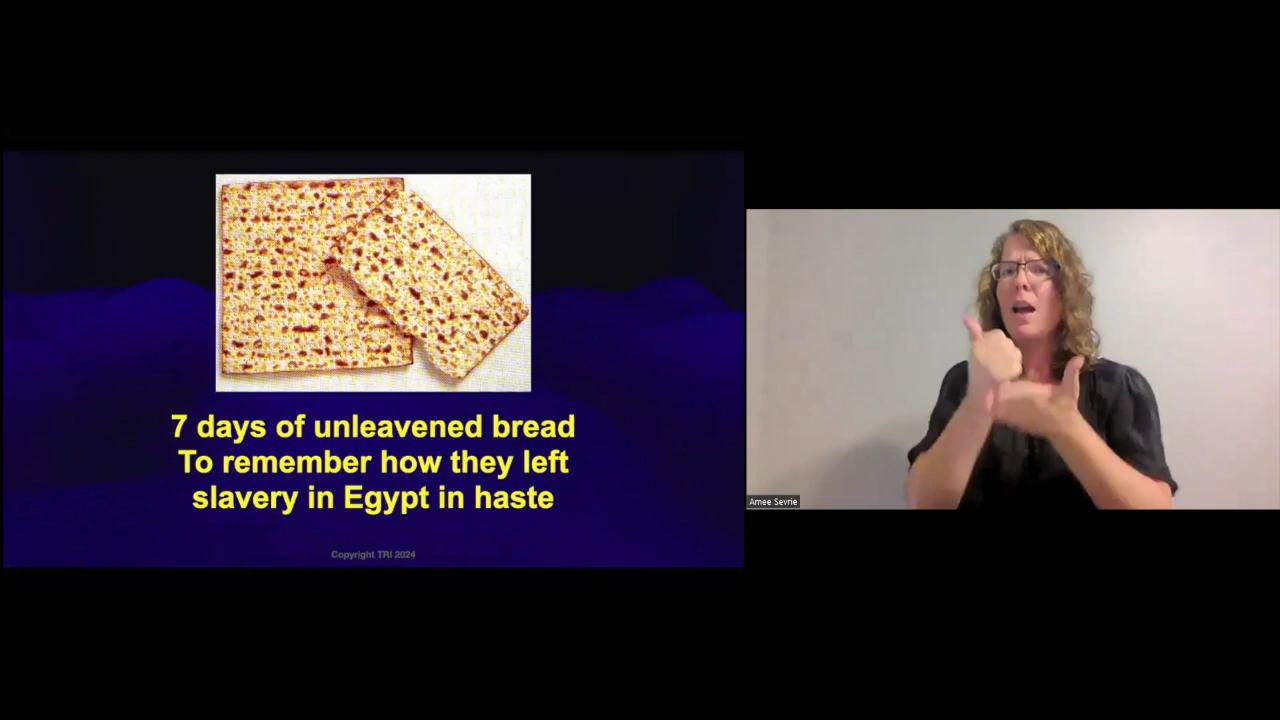 7 days of unleavened bread
To remember how they left
slavery in Egypt in haste
Copyright TRI 2024
Amee Sevrie